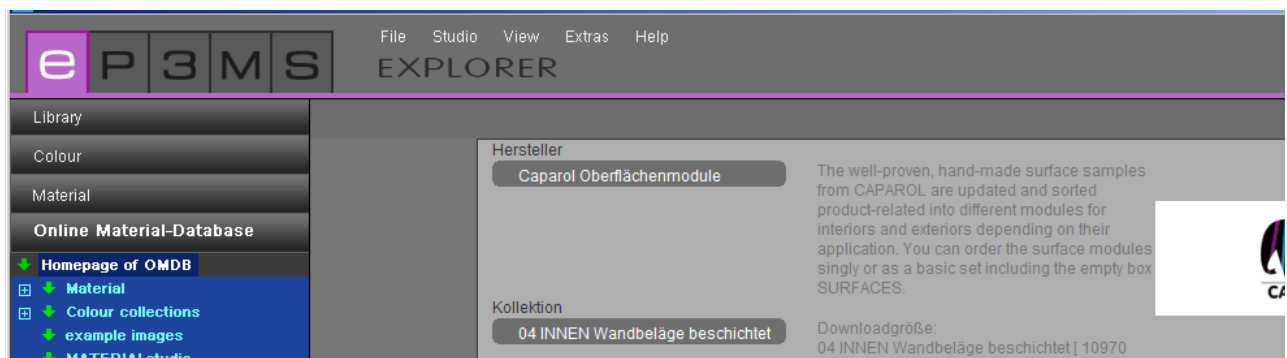 File Studio View Extras Help
e P 3 M S
EXPLORER
Library
Colour
Material
Online Material-Database
Homepage of OMDB
Material
Colour collections
example images
MATERIALstudio
Hersteller
Caparol Oberflächenmodule
The well-proven, hand-made surface samples
from CAPAROL are updated and sorted
product-related into different modules for
interiors and exteriors depending on their
application. You can order the surface modules
singly or as a basic set including the empty box
SURFACES.
Kollektion
04 INNEN Wandbeläge beschichtet
Downloadgröße:
04 INNEN Wandbeläge beschichtet [ 10970
CA